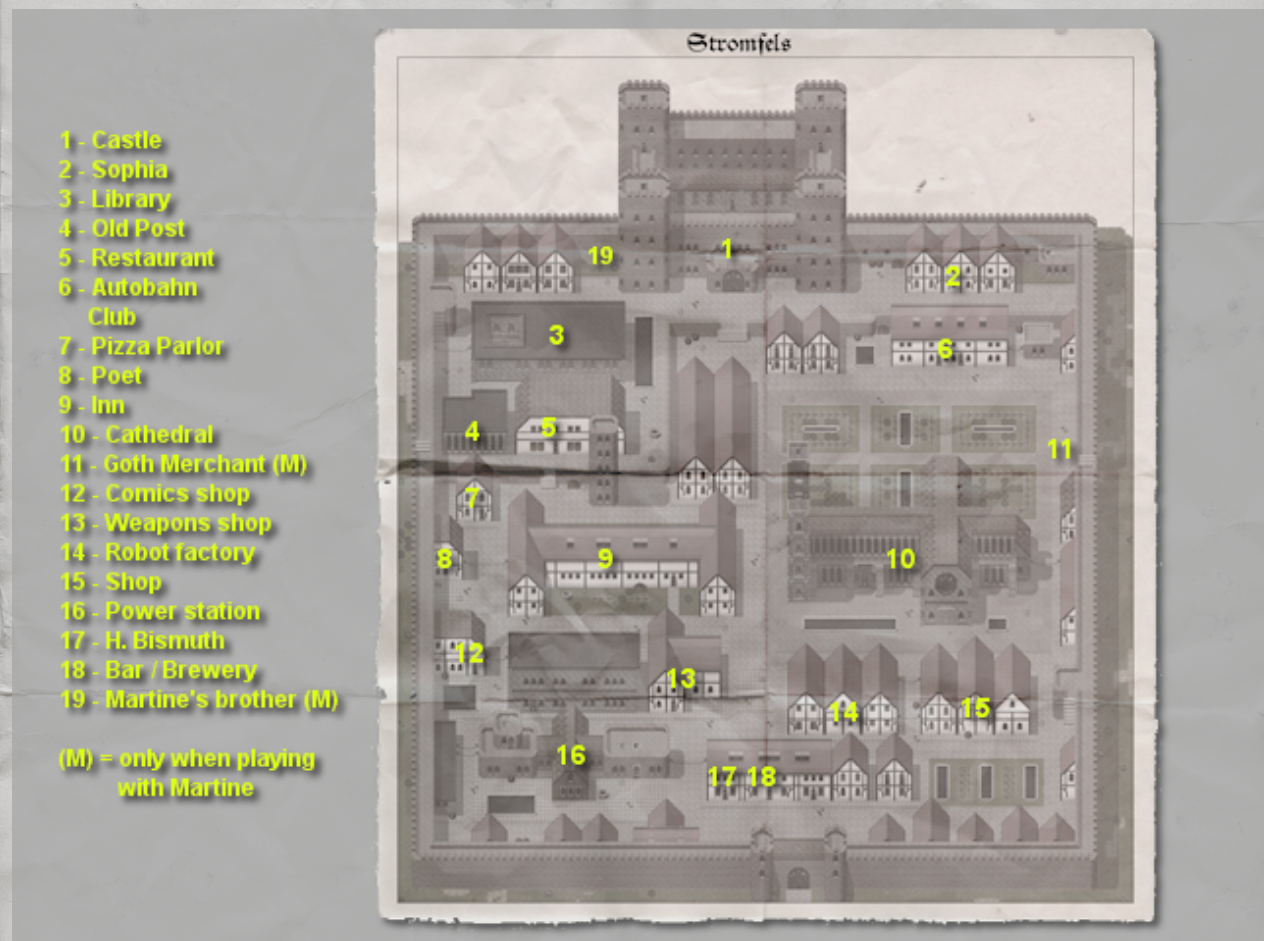 Stromfels
1 - Castle
2 - Sophia
3 - Library
4 - Old Post
5 - Restaurant
6 - Autobahn
Club
7 - Pizza Parlor
8 - Poet
9 - Inn
10 - Cathedral
11 - Goth Merchant (M)
12 - Comics shop
13 - Weapons shop
14 - Robot factory
15 - Shop
16 - Power station
17 - H. Bismuth
18 - Bar / Brewery
19 - Martine's brother (M)
(M) = only when playing
with Martine
19
1
2
3
6
4
5
11
7
8
9
10
12
13
14
15
16
17
18